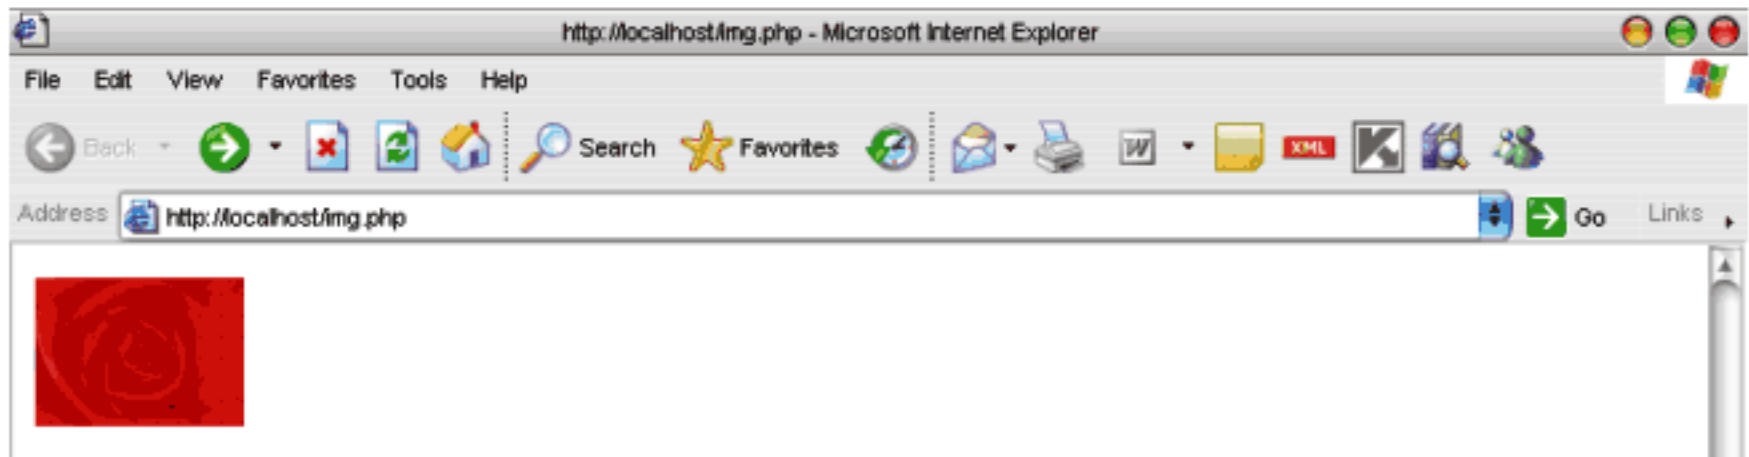 http://localhost/img.php - Microsoft Internet Explorer
File Edit View Favorites Tools Help
Back Search Favorites W XML K
Address http://localhost/img.php Go Links